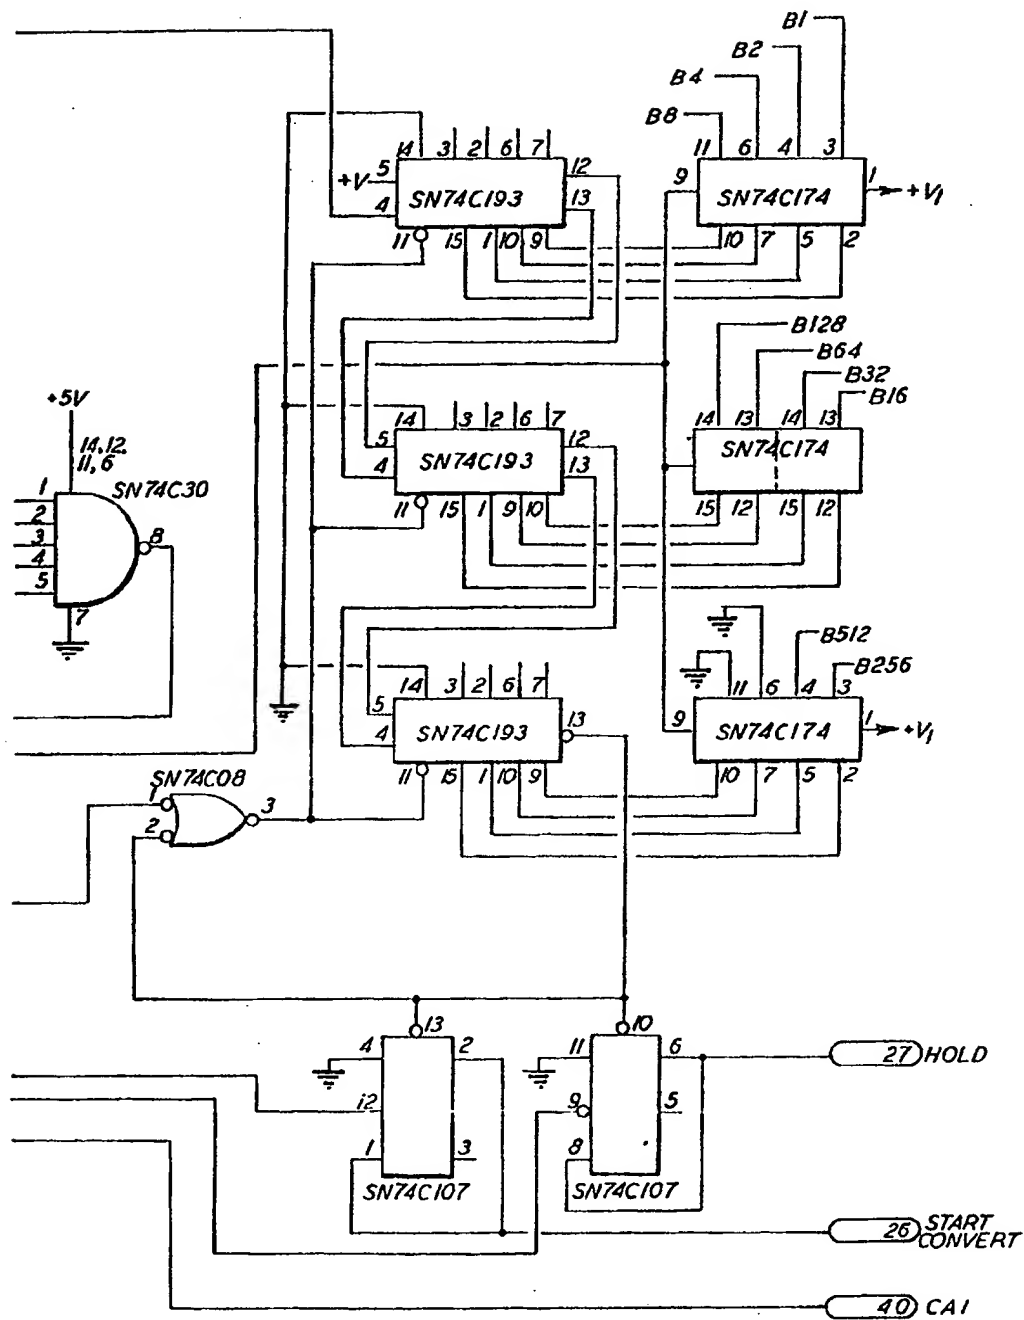 B1
B2
B4
B8
14 3 2 6 7
11 6 4 3
+V 5
12
9
1
+V1
SN74C193
SN74C174
4
13
11 15 1 10 9
10 7 5 2
B128
B64
B32
B16
+5V
14,12,
11,6
14 3 2 6 7
14 13 14 13
5
12
SN74C193
SN74C174
4
13
SN74C30
1
2
3
4
5
8
7
11 15 1 9 10
15 12 15 12
B512
B256
14 3 2 6 7
11 6 4 3
5
13
9
1
+V1
4
SN74C193
SN74C174
11 15 1 10 9
10 7 5 2
SN74C08
1
2
3
13
10
4
2
11
6
27 HOLD
12
9
5
1
3
8
SN74C107
SN74C107
26 START
CONVERT
40 CA1